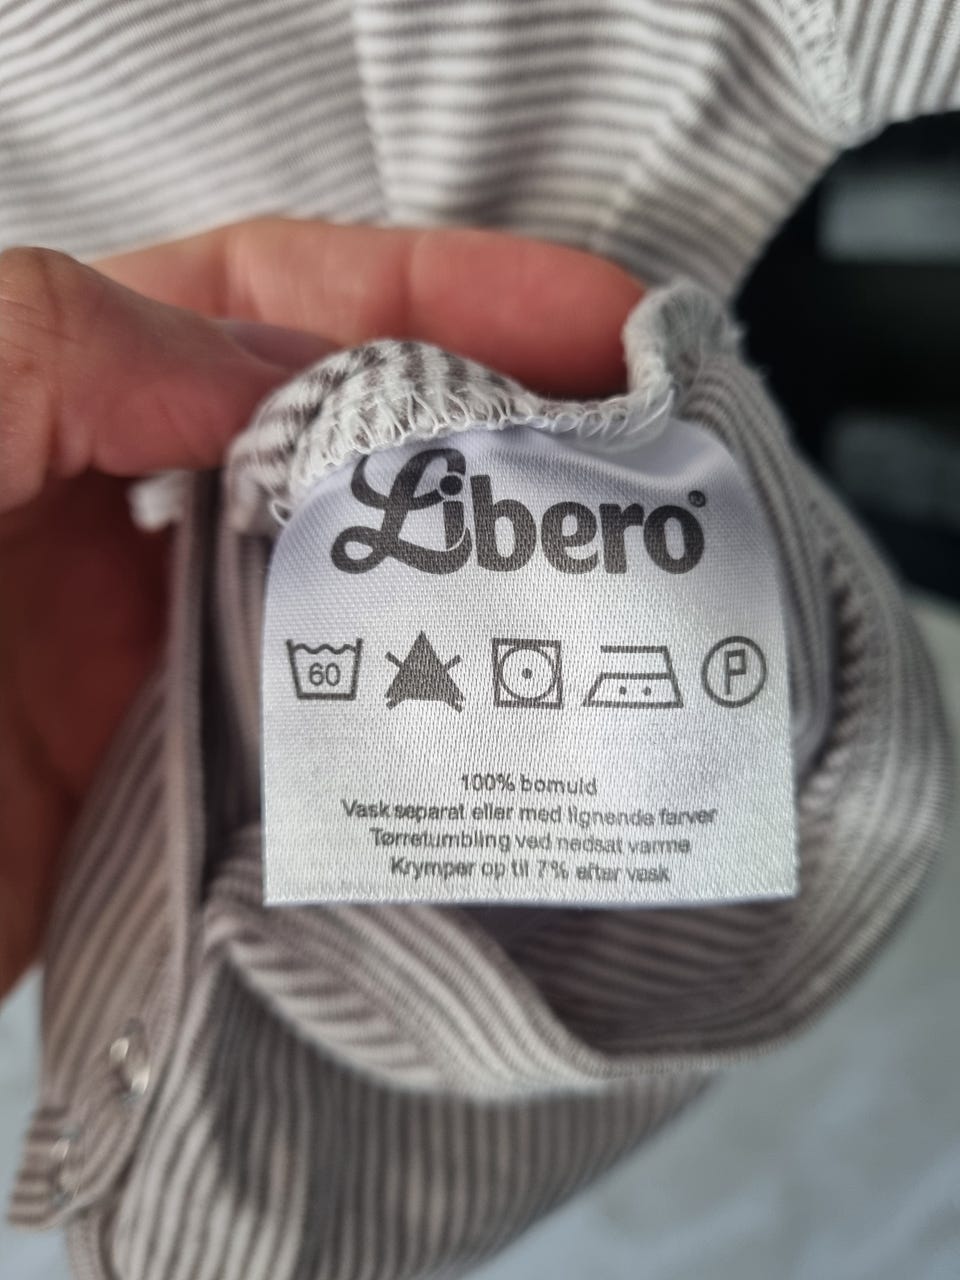 Libero®
60
P
100% bomuld
Vask separat eller med lignende farver
Tørretumbling ved nedsat varme
Krymper op til 7% efter vask